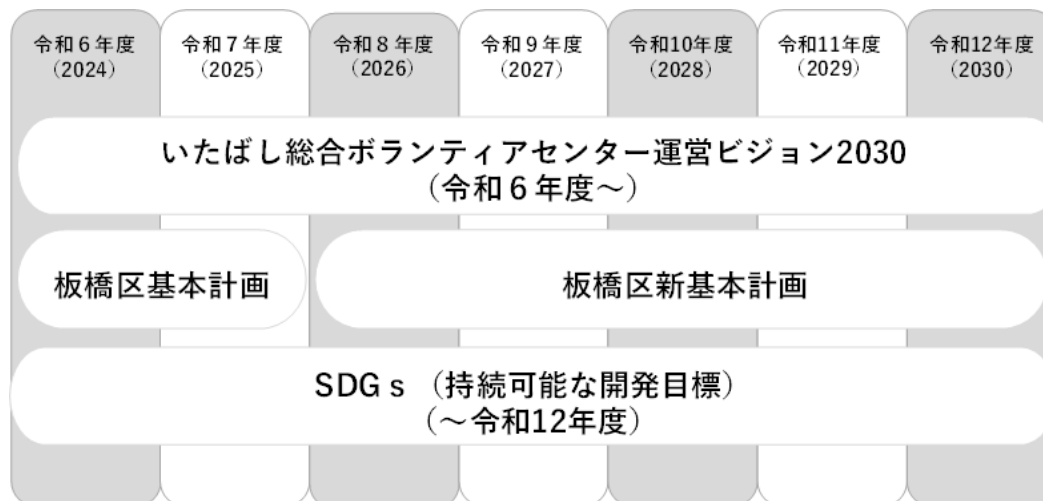 令和６年度
（2024）
令和７年度
（2025）
令和８年度
（2026）
令和９年度
（2027）
令和10年度
（2028）
令和11年度
（2029）
令和12年度
（2030）
いたばし総合ボランティアセンター運営ビジョン2030
（令和６年度～）
板橋区基本計画
板橋区新基本計画
SDGｓ（持続可能な開発目標）
（～令和12年度）